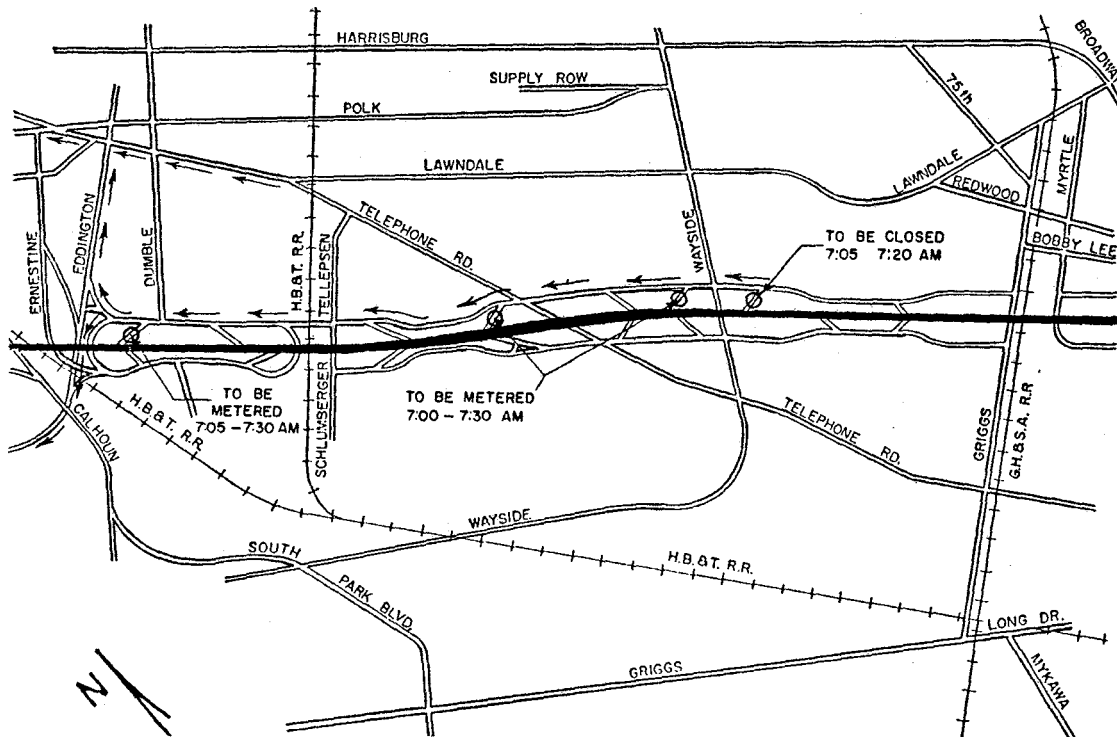 HARRISBURG
BROADWAY
SUPPLY ROW
75th
POLK
LAWNDALE
LAWNDALE
REDWOOD
MYRTLE
ERNESTINE
EDDINGTON
DUMBLE
H.B.&T. R.R.
TELLEPSEN
TELEPHONE
RD.
WAYSIDE
TO BE CLOSED
7:05 7:20 AM
BOBBY LEE
TO BE
METERED
7:05 - 7:30 AM
TO BE METERED
7:00 - 7:30 AM
CALHOUN
H.B.&T. R.R.
SCHLUMBERGER
TELEPHONE
RD.
GRIGGS
G.H.&S.A. R.R.
WAYSIDE
SOUTH
PARK BLVD.
H.B.&T. R.R.
LONG DR.
GRIGGS
MYKAWA
N